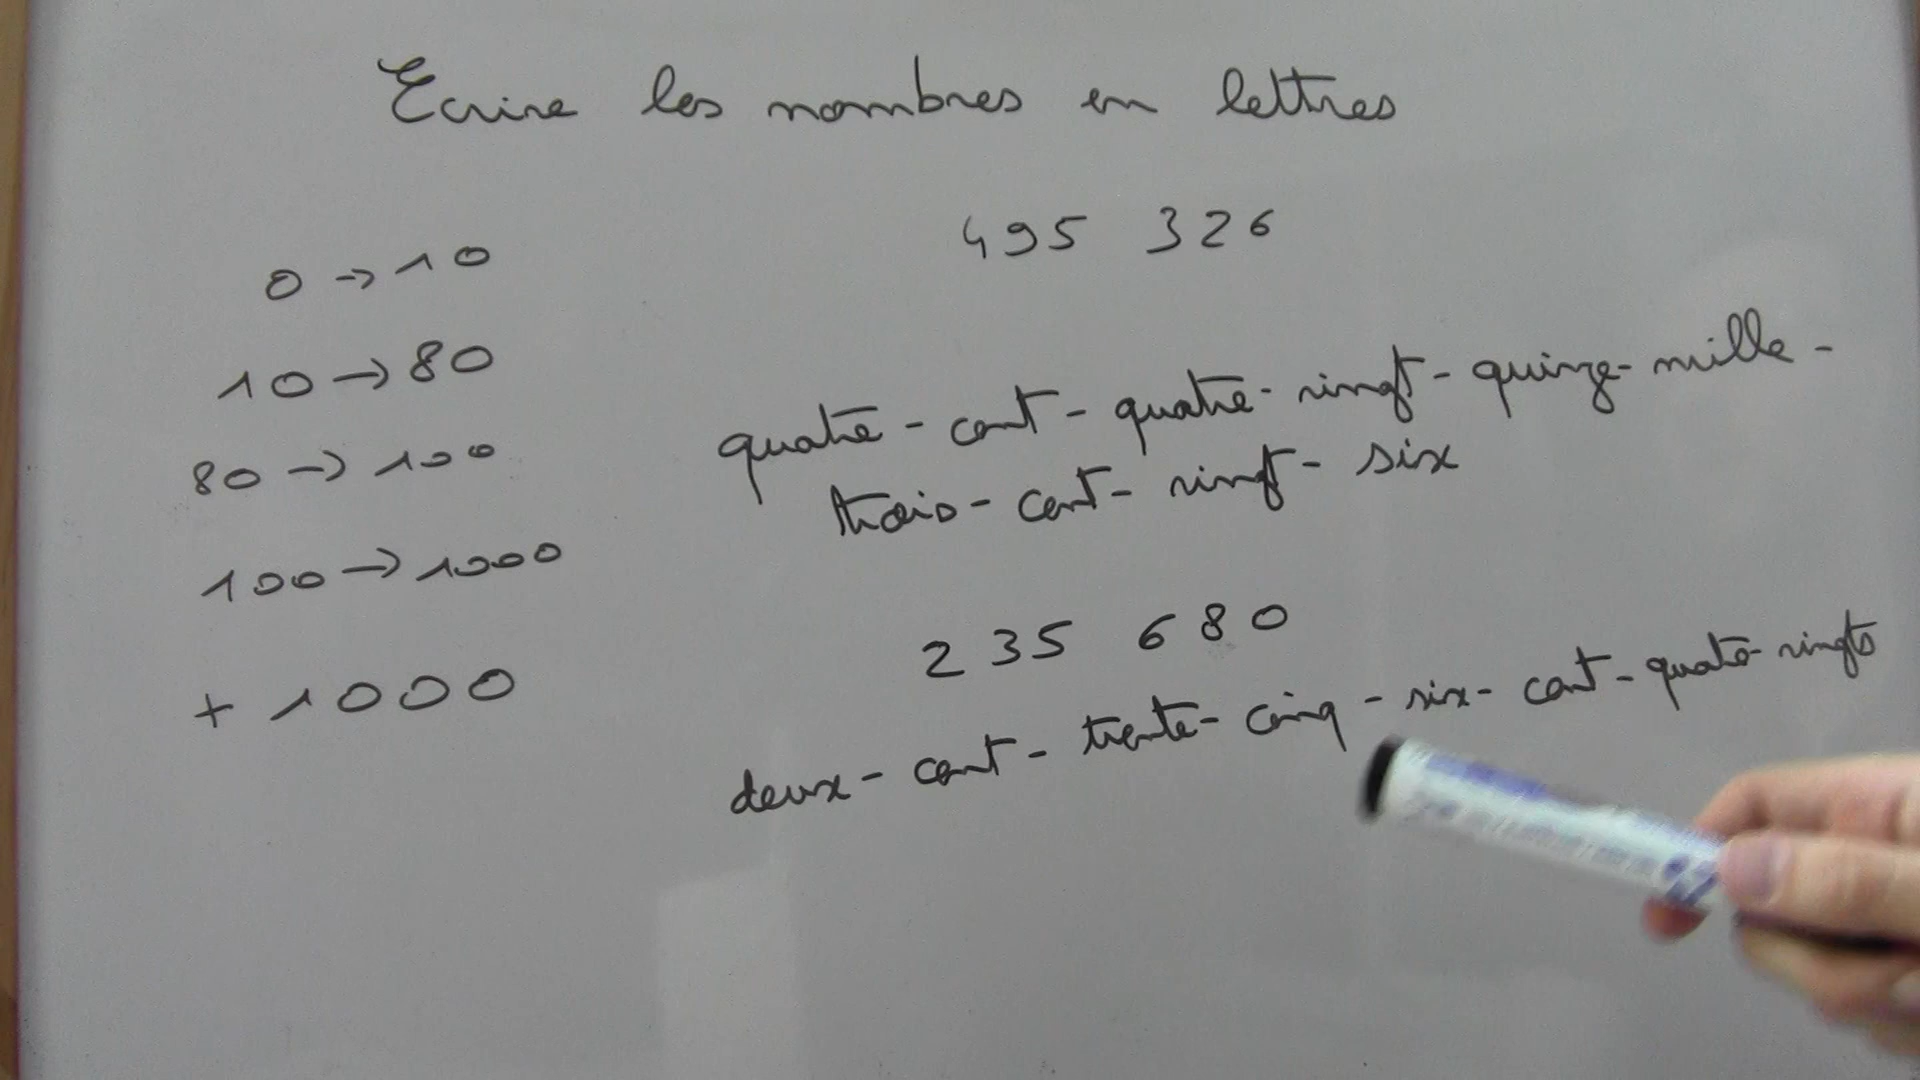 Ecrire les nombres en lettres
0 → 10
10 → 80
80 → 100
100 → 1000
+ 1000
495 326
quatre - cent - quatre - vingt - quinze - mille -
trois - cent - vingt - six
235 680
deux - cent - trente - cinq - six - cent - quatre - vingts